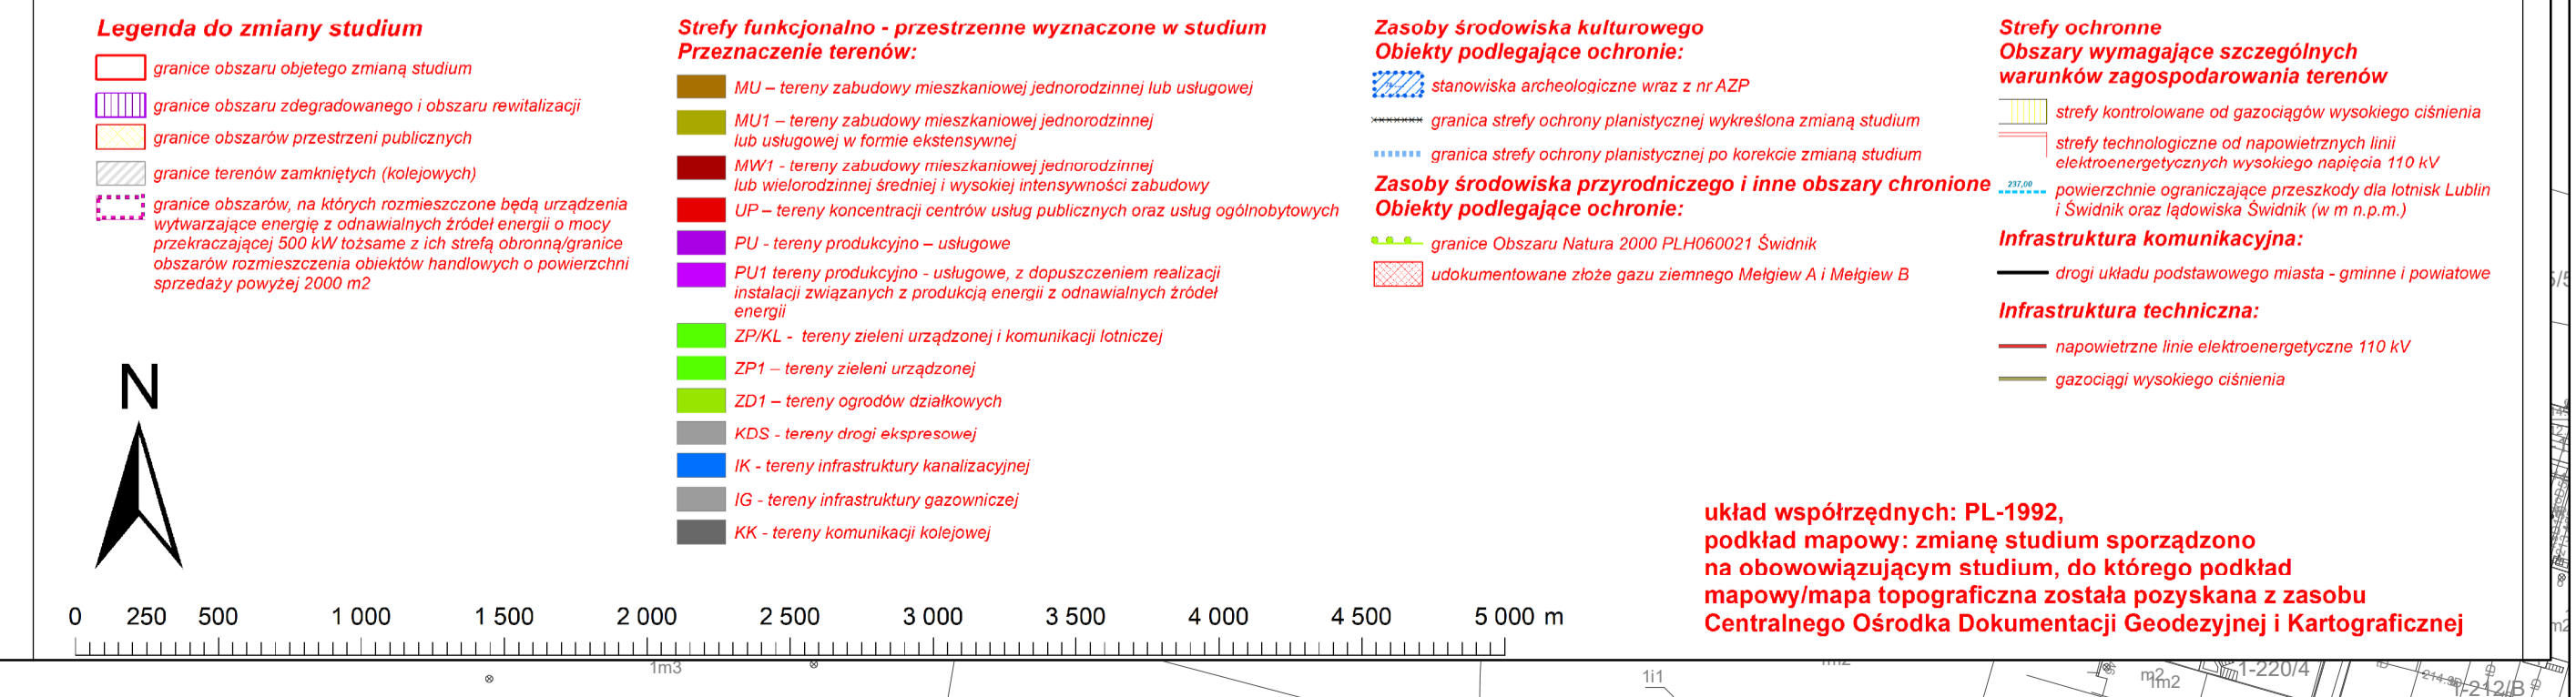 Legenda do zmiany studium
granice obszaru objetego zmianą studium
granice obszaru zdegradowanego i obszaru rewitalizacji
granice obszarów przestrzeni publicznych
granice terenów zamkniętych (kolejowych)
granice obszarów, na których rozmieszczone będą urządzenia
wytwarzające energię z odnawialnych źródeł energii o mocy
przekraczającej 500 kW tożsame z ich strefą obronną/granice
obszarów rozmieszczenia obiektów handlowych o powierzchni
sprzedaży powyżej 2000 m2
N
Strefy funkcjonalno - przestrzenne wyznaczone w studium
Przeznaczenie terenów:
MU – tereny zabudowy mieszkaniowej jednorodzinnej lub usługowej
MU1 – tereny zabudowy mieszkaniowej jednorodzinnej
lub usługowej w formie ekstensywnej
MW1 - tereny zabudowy mieszkaniowej jednorodzinnej
lub wielorodzinnej średniej i wysokiej intensywności zabudowy
UP – tereny koncentracji centrów usług publicznych oraz usług ogólnobytowych
PU - tereny produkcyjno – usługowe
PU1 tereny produkcyjno - usługowe, z dopuszczeniem realizacji
instalacji związanych z produkcją energii z odnawialnych źródeł
energii
ZP/KL - tereny zieleni urządzonej i komunikacji lotniczej
ZP1 – tereny zieleni urządzonej
ZD1 – tereny ogrodów działkowych
KDS - tereny drogi ekspresowej
IK - tereny infrastruktury kanalizacyjnej
IG - tereny infrastruktury gazowniczej
KK - tereny komunikacji kolejowej
Zasoby środowiska kulturowego
Obiekty podlegające ochronie:
stanowiska archeologiczne wraz z nr AZP
granica strefy ochrony planistycznej wykreślona zmianą studium
granica strefy ochrony planistycznej po korekcie zmianą studium
Zasoby środowiska przyrodniczego i inne obszary chronione
Obiekty podlegające ochronie:
granice Obszaru Natura 2000 PLH060021 Świdnik
udokumentowane złoże gazu ziemnego Mełgiew A i Mełgiew B
Strefy ochronne
Obszary wymagające szczególnych
warunków zagospodarowania terenów
strefy kontrolowane od gazociągów wysokiego ciśnienia
strefy technologiczne od napowietrznych linii
elektroenergetycznych wysokiego napięcia 110 kV
237,00
powierzchnie ograniczające przeszkody dla lotnisk Lublin
i Świdnik oraz lądowiska Świdnik (w m n.p.m.)
Infrastruktura komunikacyjna:
drogi układu podstawowego miasta - gminne i powiatowe
Infrastruktura techniczna:
napowietrzne linie elektroenergetyczne 110 kV
gazociągi wysokiego ciśnienia
układ współrzędnych: PL-1992,
podkład mapowy: zmianę studium sporządzono
na obowowiązującym studium, do którego podkład
mapowy/mapa topograficzna została pozyskana z zasobu
Centralnego Ośrodka Dokumentacji Geodezyjnej i Kartograficznej
0 250 500 1 000 1 500 2 000 2 500 3 000 3 500 4 000 4 500 5 000 m
1m3
1i1
m2
1m2
1-220/4
1-212/B